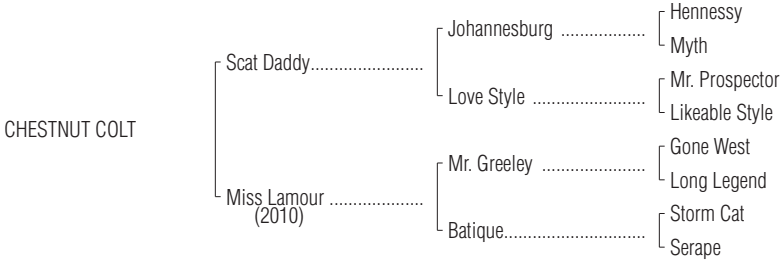 Hennessy
Johannesburg ....................
Myth
Scat Daddy.......................
Mr. Prospector
Love Style ........................
Likeable Style
CHESTNUT COLT
Gone West
Mr. Greeley ......................
Long Legend
Miss Lamour ....................
(2010)
Storm Cat
Batique..............................
Serape